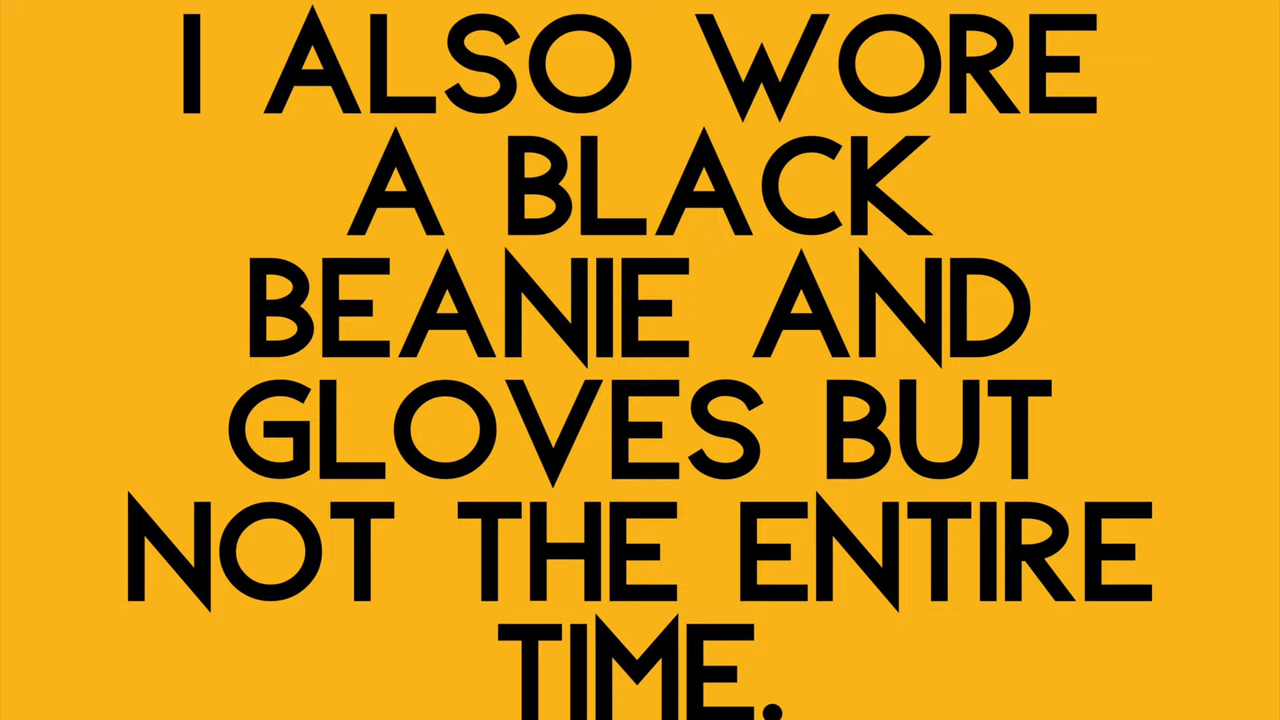 I ALSO WORE
A BLACK
BEANIE AND
GLOVES BUT
NOT THE ENTIRE
TIME.